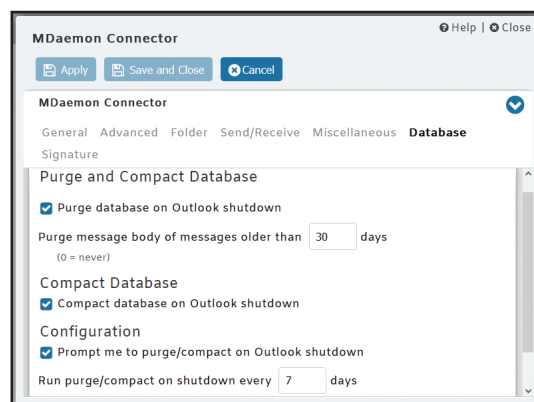 Help | Close
MDaemon Connector
Apply Save and Close Cancel
MDaemon Connector
General Advanced Folder Send/Receive Miscellaneous Database
Signature
Purge and Compact Database
Purge database on Outlook shutdown
Purge message body of messages older than 30 days
(0 = never)
Compact Database
Compact database on Outlook shutdown
Configuration
Prompt me to purge/compact on Outlook shutdown
Run purge/compact on shutdown every 7 days